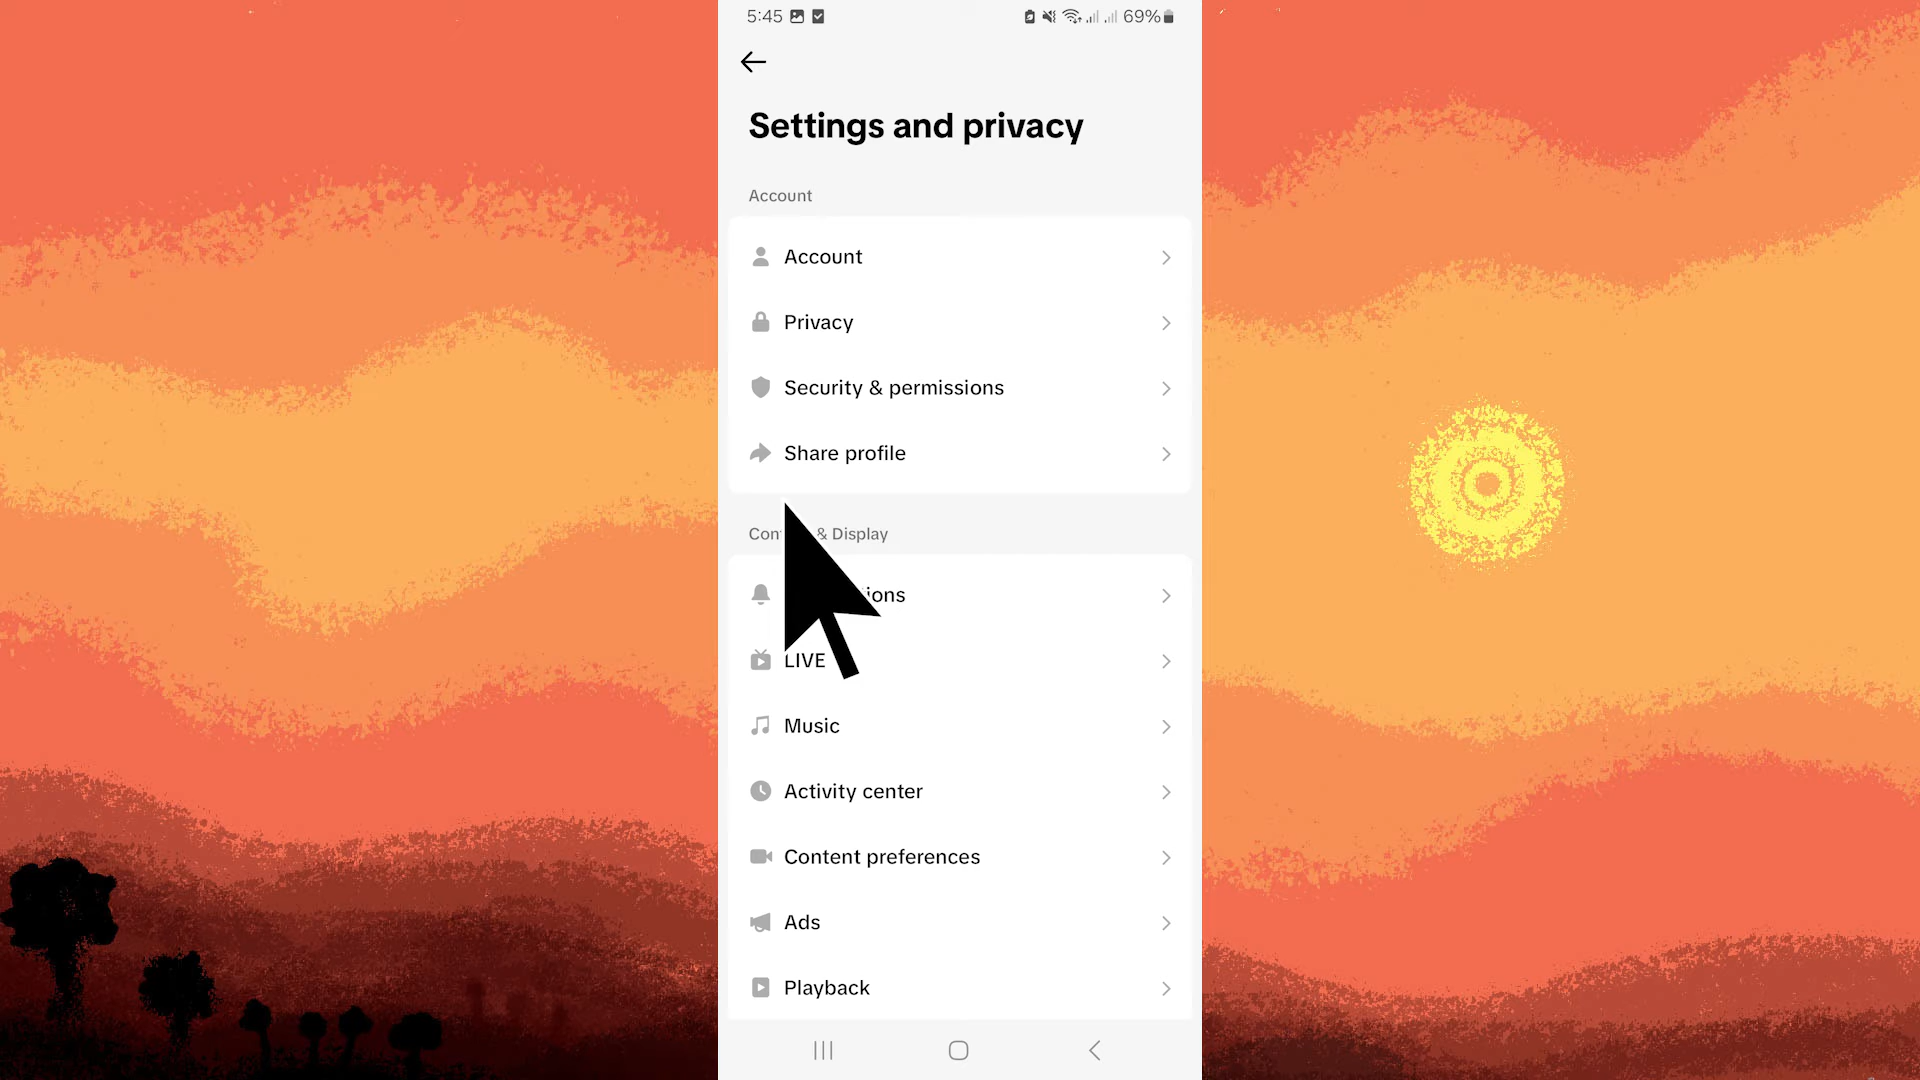 5:45
69%
Settings and privacy
Account
Account
Privacy
Security & permissions
Share profile
& Display
LIVE
Music
Activity center
Content preferences
Ads
Playback